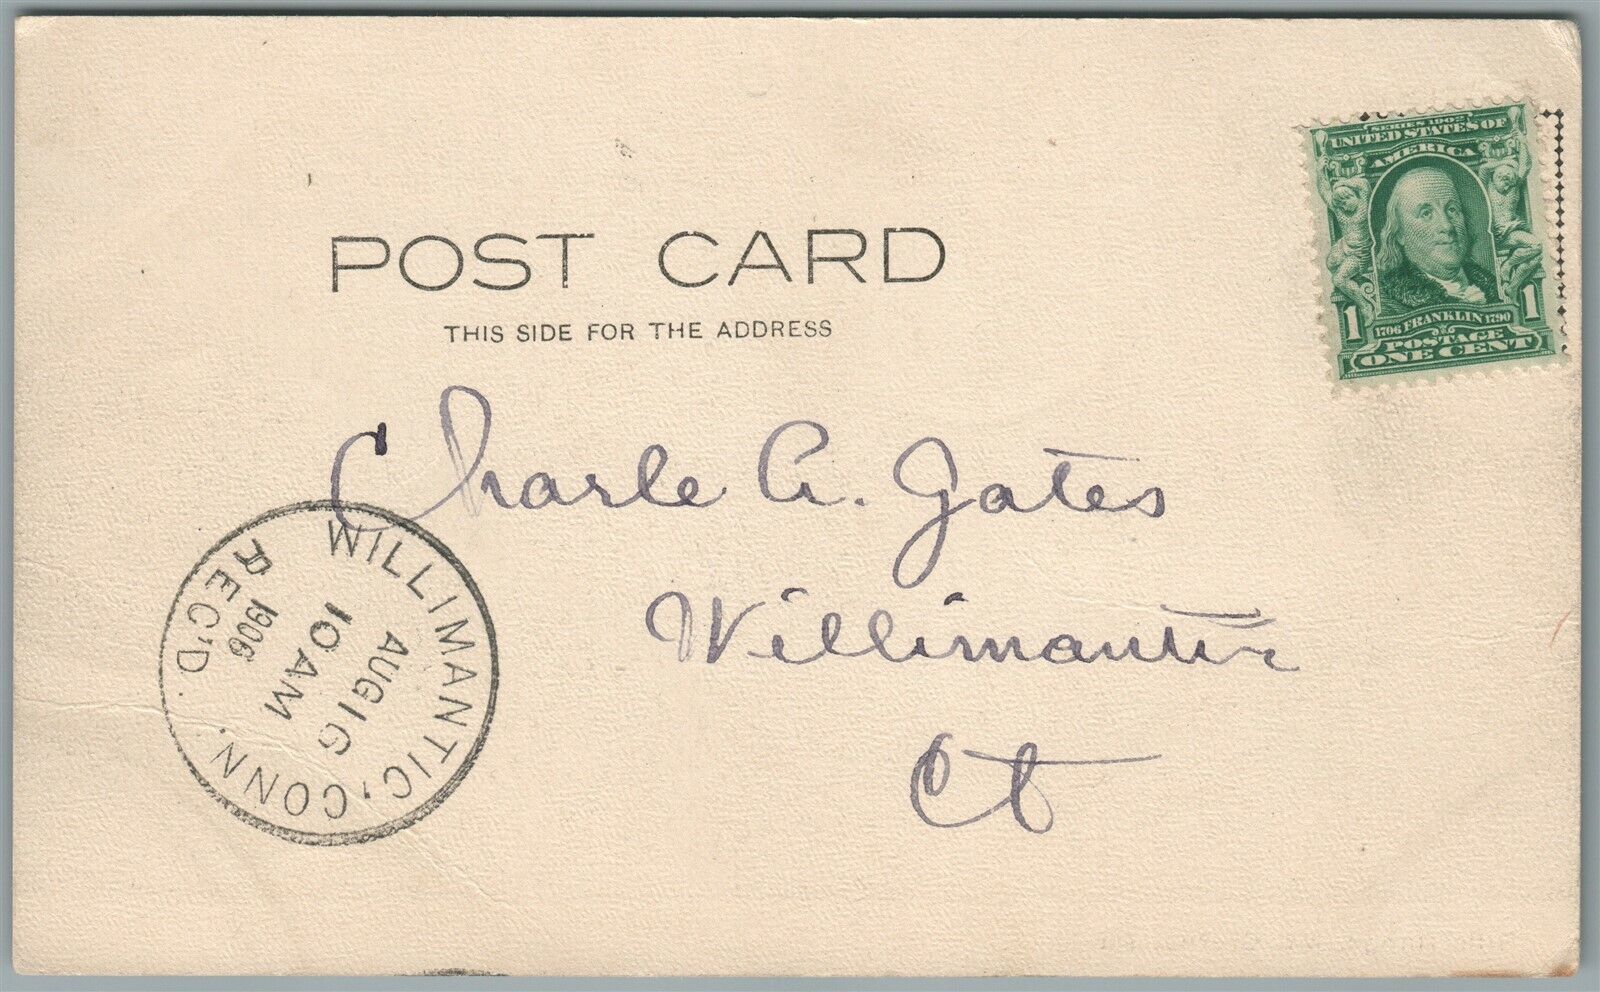 POST CARD
THIS SIDE FOR THE ADDRESS
SERIES 1902
UNITED STATES OF
AMERICA
1 1706 FRANKLIN 1790 1
POSTAGE
ONE CENT
Charle A. Gates
Willimantic
Ct
WILLIMANTIC, CONN.
AUG 16
10 AM
1906
REC'D.